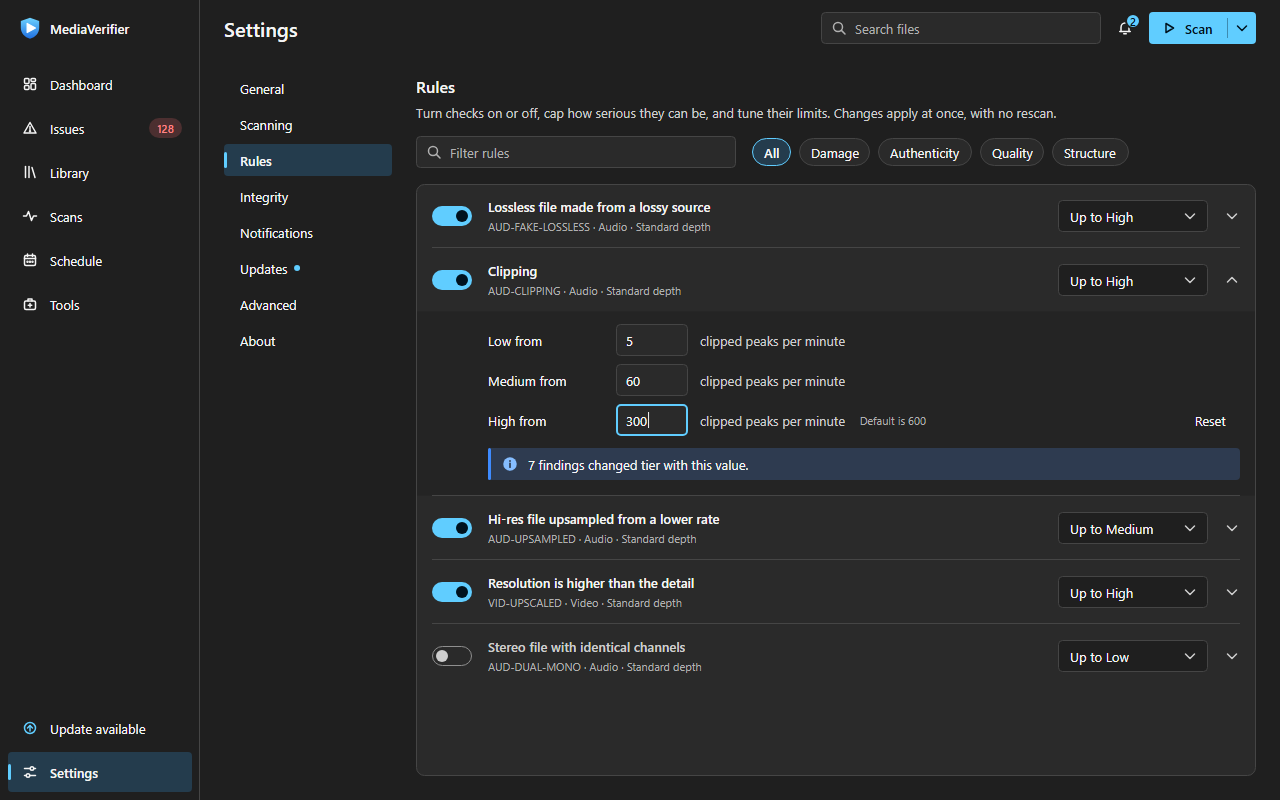 MediaVerifier
Settings
Search files
2
Scan
Dashboard
Issues
128
Library
Scans
Schedule
Tools
Update available
Settings
General
Scanning
Rules
Integrity
Notifications
Updates
Advanced
About
Rules
Turn checks on or off, cap how serious they can be, and tune their limits. Changes apply at once, with no rescan.
Filter rules
All
Damage
Authenticity
Quality
Structure
Lossless file made from a lossy source
AUD-FAKE-LOSSLESS · Audio · Standard depth
Up to High
Clipping
AUD-CLIPPING · Audio · Standard depth
Up to High
Low from 5 clipped peaks per minute
Medium from 60 clipped peaks per minute
High from 300 clipped peaks per minute Default is 600 Reset
7 findings changed tier with this value.
Hi-res file upsampled from a lower rate
AUD-UPSAMPLED · Audio · Standard depth
Up to Medium
Resolution is higher than the detail
VID-UPSCALED · Video · Standard depth
Up to High
Stereo file with identical channels
AUD-DUAL-MONO · Audio · Standard depth
Up to Low